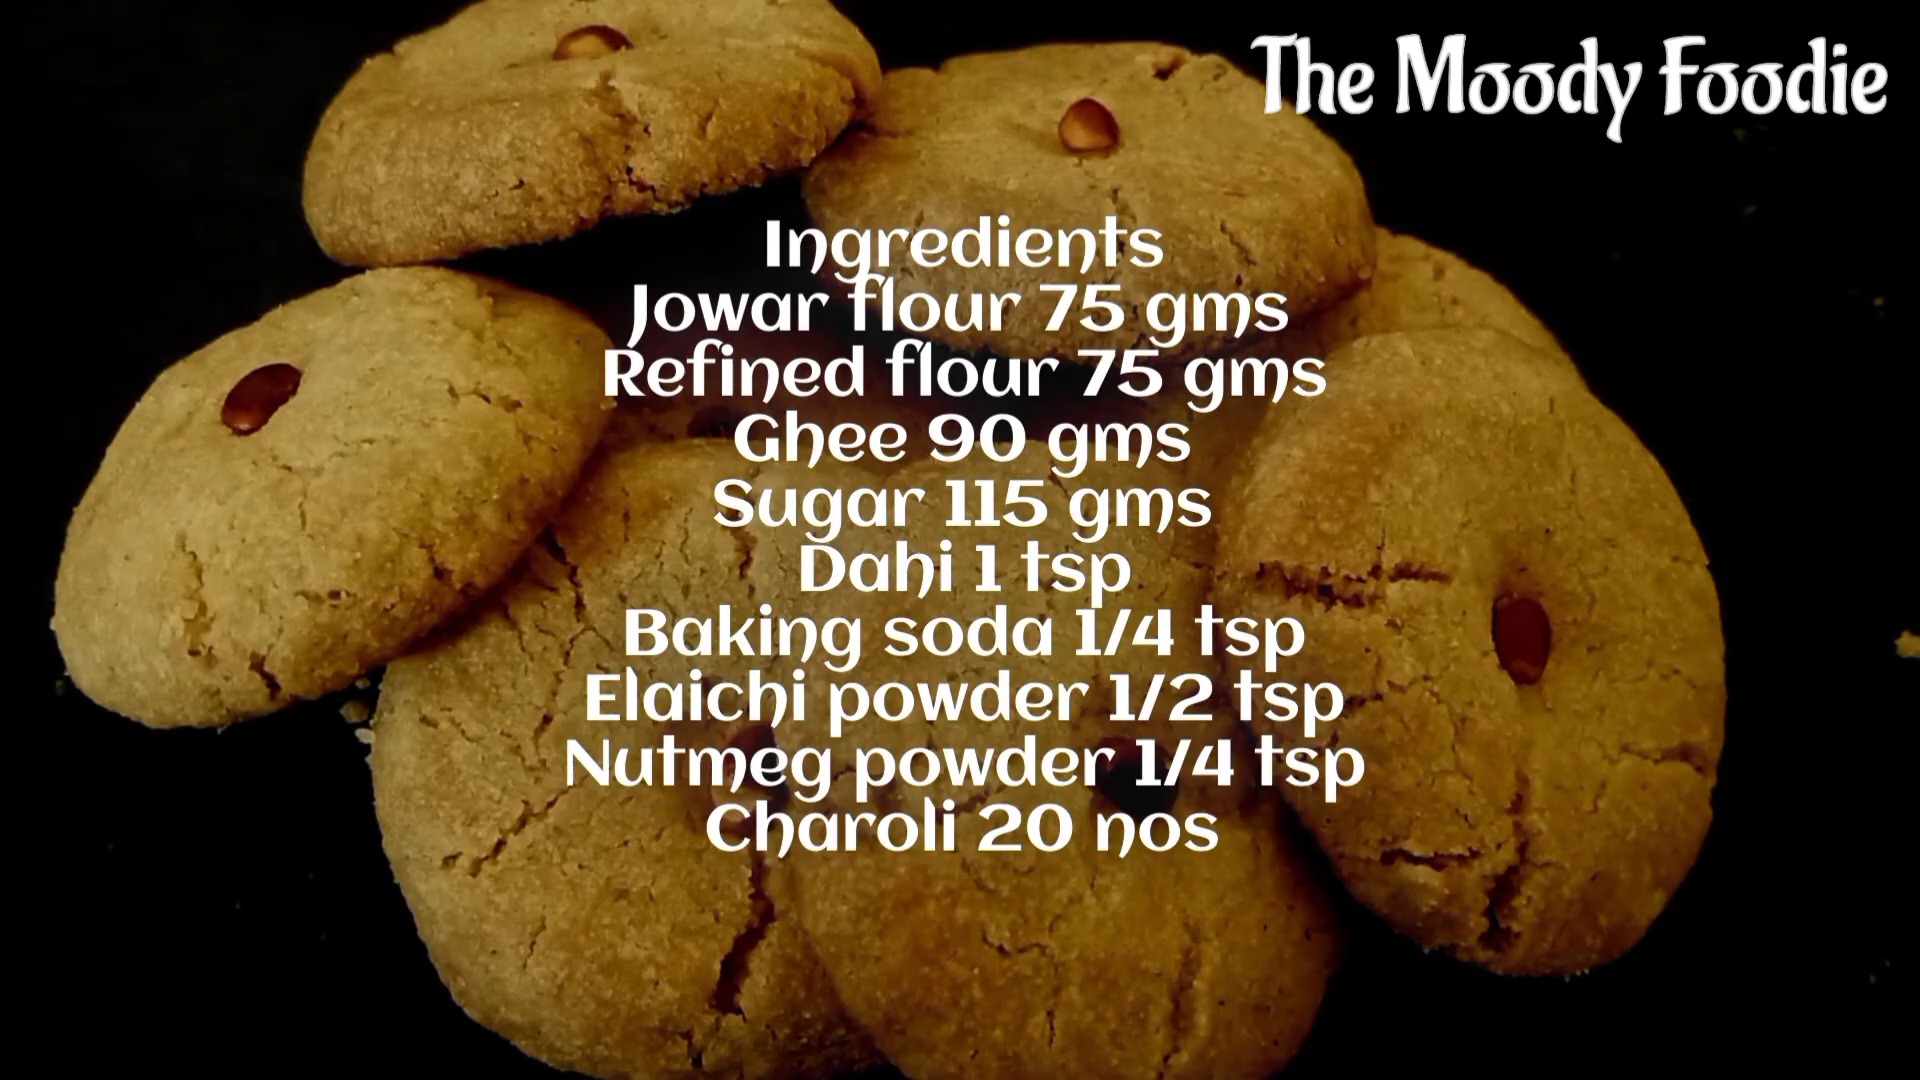 The Moody Foodie
Ingredients
Jowar flour 75 gms
Refined flour 75 gms
Ghee 90 gms
Sugar 115 gms
Dahi 1 tsp
Baking soda 1/4 tsp
Elaichi powder 1/2 tsp
Nutmeg powder 1/4 tsp
Charoli 20 nos